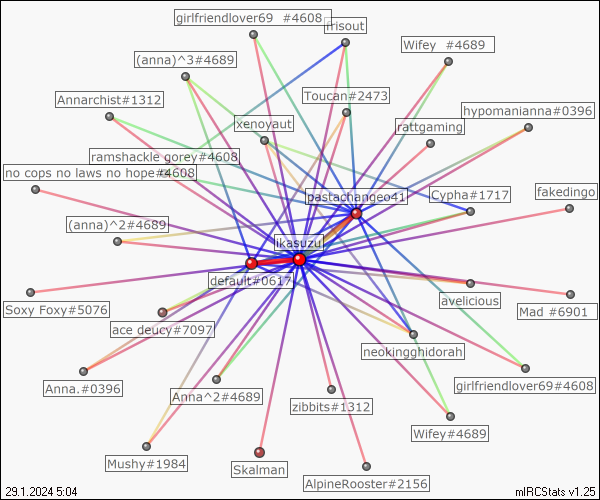 girlfriendlover69 #4608
irisout
Wifey #4689
(anna)^3#4689
Annarchist#1312
Toucan#2473
hypomanianna#0396
xenoyaut
rattgaming
ramshackle gorey#4608
no cops no laws no hope#4608
pastachangeo41
Cypha#1717
fakedingo
(anna)^2#4689
ikasuzu
default#0617
avelicious
Soxy Foxy#5076
Mad #6901
ace deucy#7097
neokingghidorah
Anna.#0396
Anna^2#4689
girlfriendlover69#4608
zibbits#1312
Wifey#4689
Mushy#1984
Skalman
AlpineRooster#2156
29.1.2024 5:04
mIRCStats v1.25